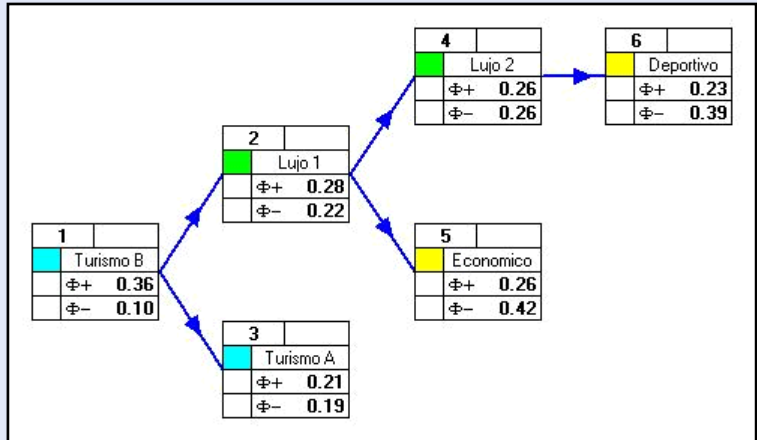 1
Turismo B
Φ+ 0.36
Φ− 0.10
2
Lujo 1
Φ+ 0.28
Φ− 0.22
3
Turismo A
Φ+ 0.21
Φ− 0.19
4
Lujo 2
Φ+ 0.26
Φ− 0.26
5
Economico
Φ+ 0.26
Φ− 0.42
6
Deportivo
Φ+ 0.23
Φ− 0.39